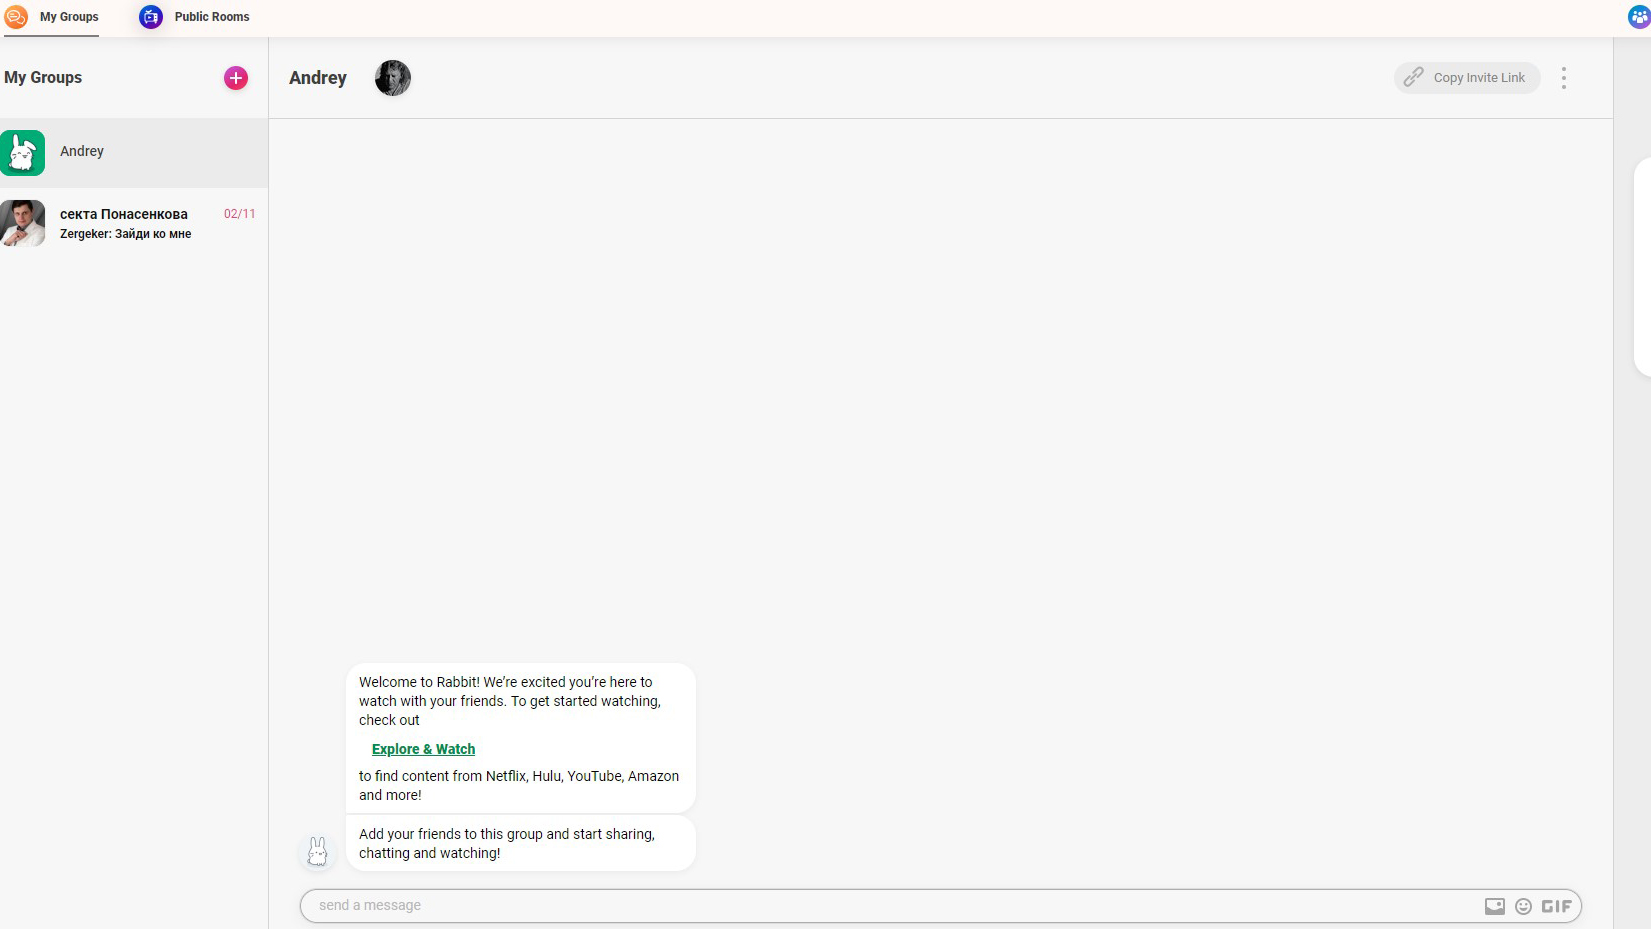 My Groups
Public Rooms
My Groups
Andrey
Copy Invite Link
Andrey
секта Понасенкова
02/11
Zergeker: Зайди ко мне
Welcome to Rabbit! We’re excited you’re here to
watch with your friends. To get started watching,
check out
Explore & Watch
to find content from Netflix, Hulu, YouTube, Amazon
and more!
Add your friends to this group and start sharing,
chatting and watching!
send a message
GIF